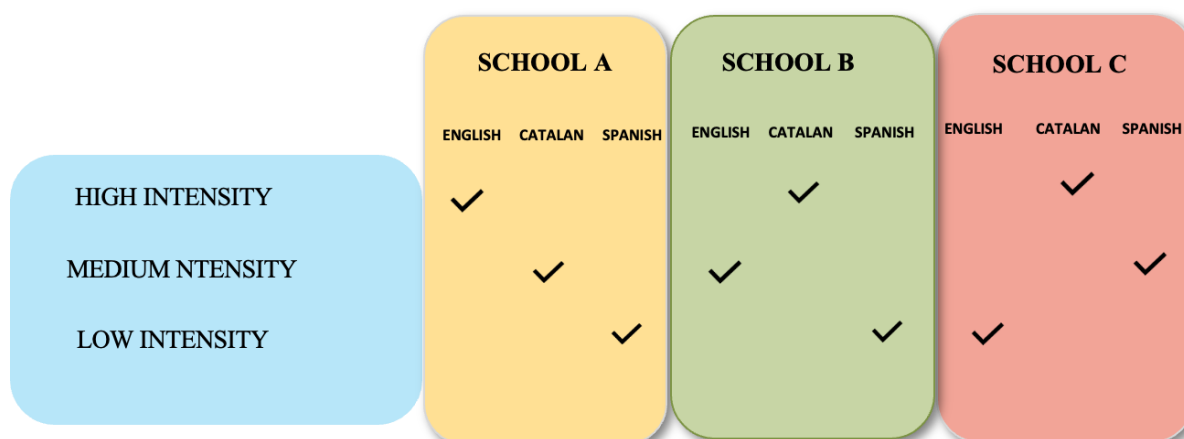 SCHOOL A SCHOOL B SCHOOL C
ENGLISH CATALAN SPANISH ENGLISH CATALAN SPANISH ENGLISH CATALAN SPANISH
HIGH INTENSITY
MEDIUM NTENSITY
LOW INTENSITY